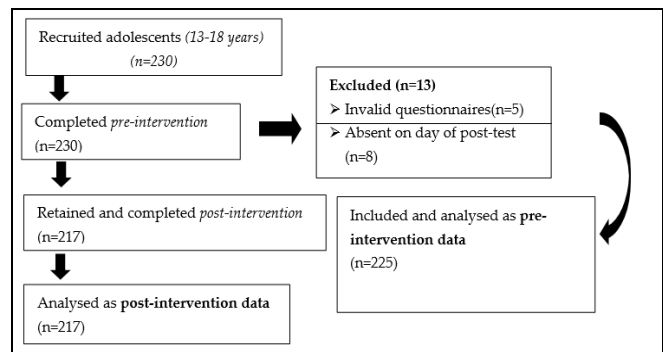 Recruited adolescents (13-18 years)
(n=230)
Completed pre-intervention
(n=230)
Excluded (n=13)
➢ Invalid questionnaires(n=5)
➢ Absent on day of post-test
(n=8)
Retained and completed post-intervention
(n=217)
Included and analysed as pre-
intervention data
(n=225)
Analysed as post-intervention data
(n=217)